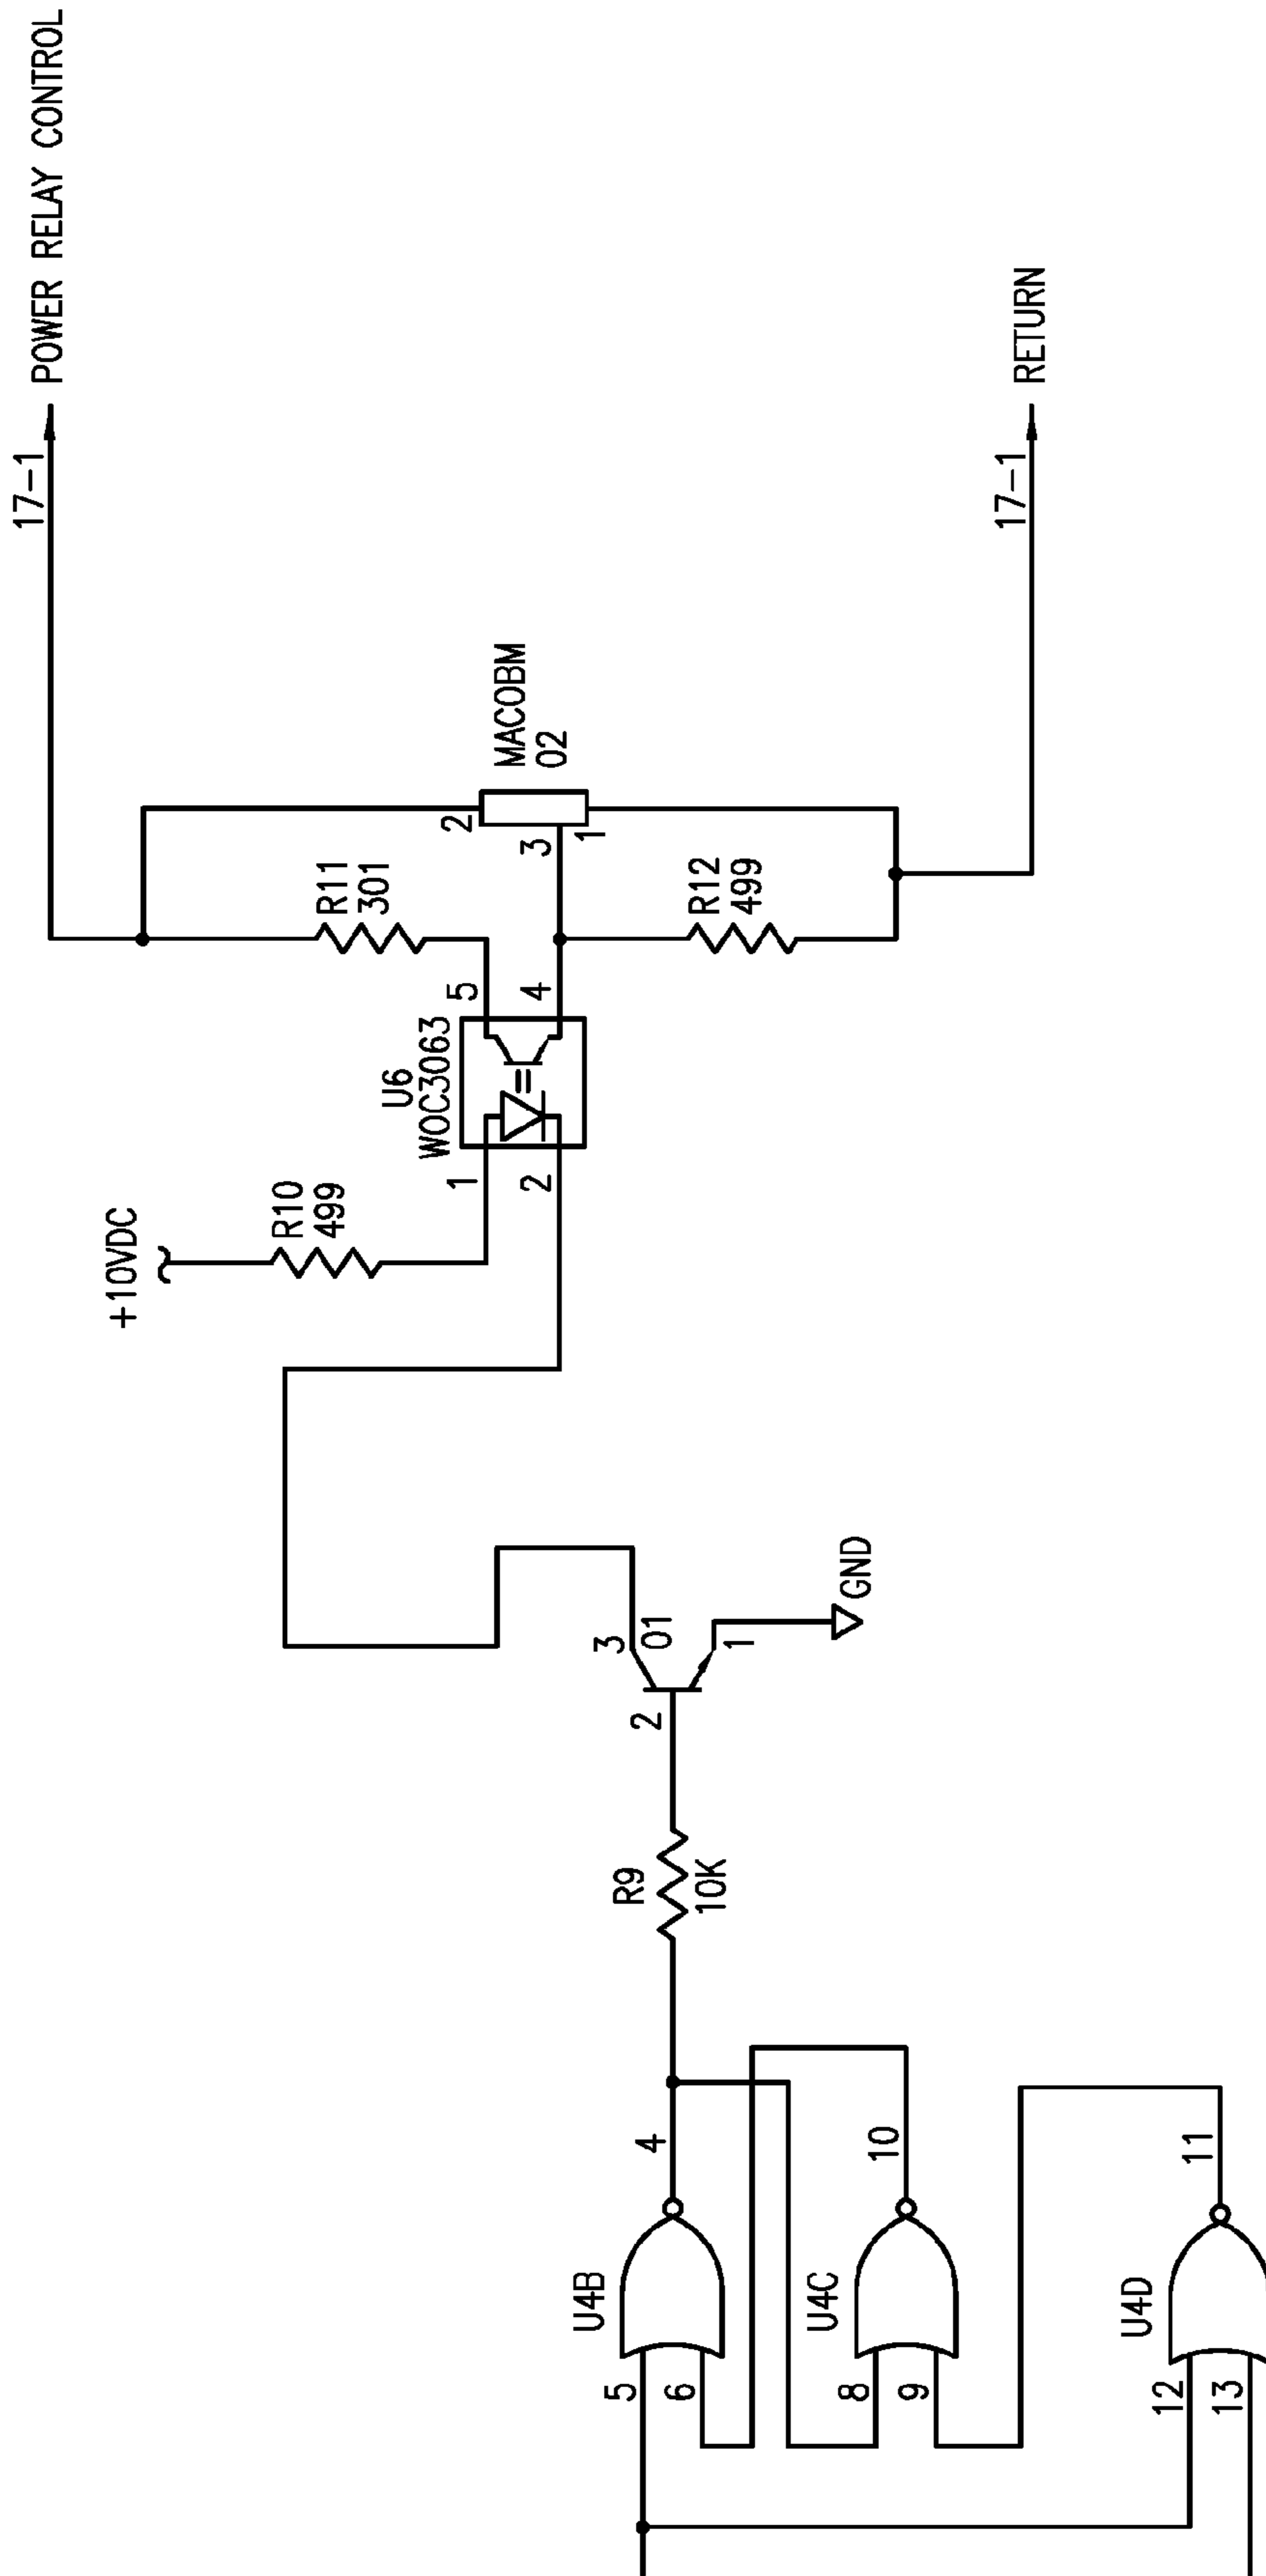 17-1
POWER RELAY CONTROL
+10VDC
R10
499
R11
301
U6
WOC3063
1
2
5
4
2
3
1
MACOBM
02
R12
499
17-1
RETURN
3
01
2
1
GND
R9
10K
U4B
5
6
4
U4C
8
9
10
U4D
12
13
11